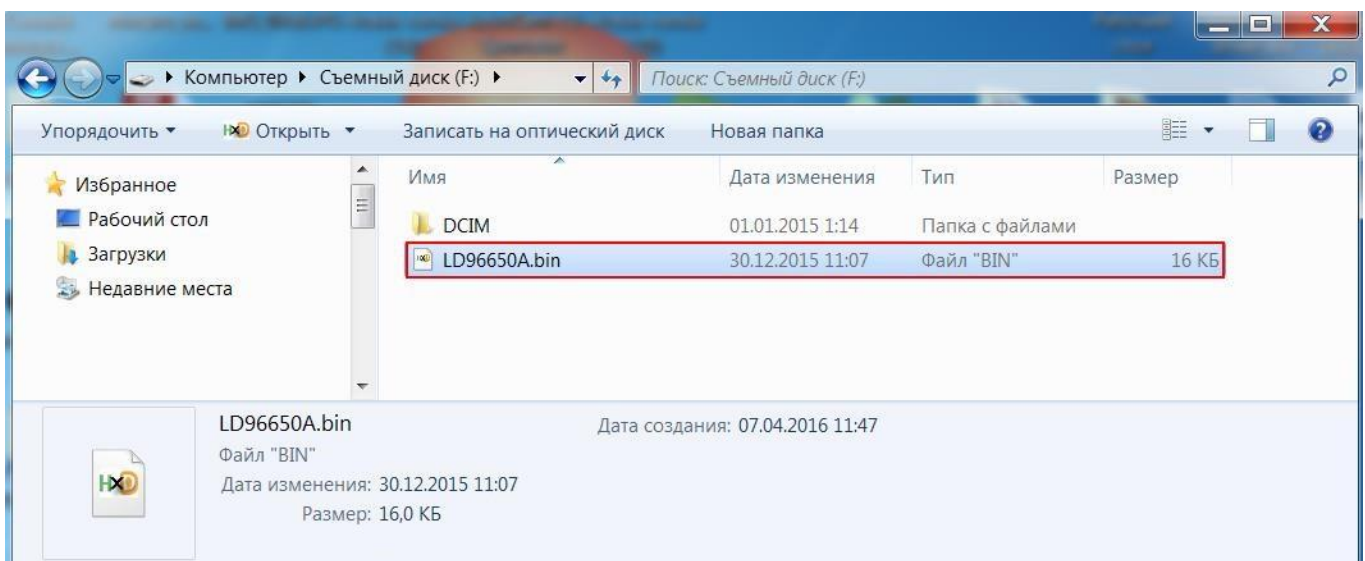 Компьютер Съемный диск (F:) Поиск: Съемный диск (F:)
Упорядочить Открыть Записать на оптический диск Новая папка
Избранное
Рабочий стол
Загрузки
Недавние места
Имя Дата изменения Тип Размер
DCIM 01.01.2015 1:14 Папка с файлами
LD96650A.bin 30.12.2015 11:07 Файл "BIN" 16 КБ
LD96650A.bin Дата создания: 07.04.2016 11:47
Файл "BIN"
Дата изменения: 30.12.2015 11:07
Размер: 16,0 КБ
HXD